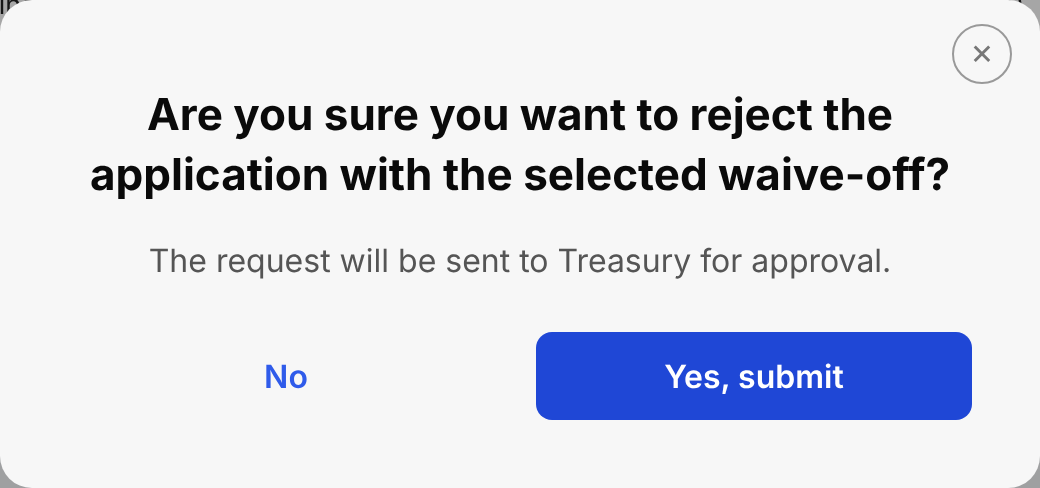 Are you sure you want to reject the
application with the selected waive-off?
The request will be sent to Treasury for approval.
No
Yes, submit